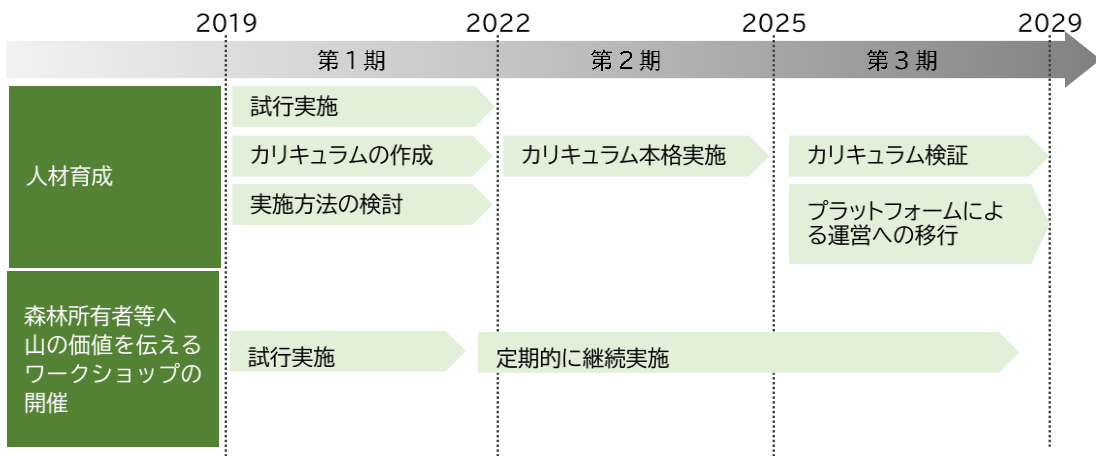 2019
2022
2025
2029
第1期
第2期
第3期
人材育成
試行実施
カリキュラムの作成
カリキュラム本格実施
カリキュラム検証
実施方法の検討
プラットフォームによ
る運営への移行
森林所有者等へ
山の価値を伝える
ワークショップの
開催
試行実施
定期的に継続実施